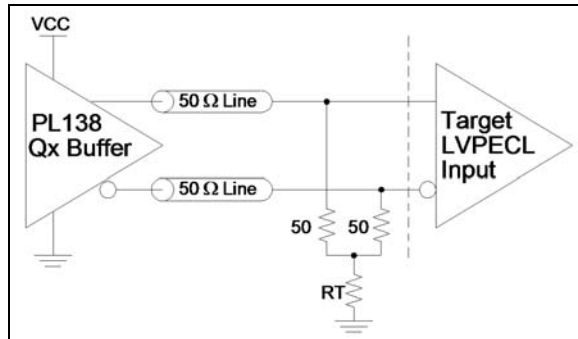 VCC
50 Ω Line
PL138
Qx Buffer
Target
LVPECL
Input
50 Ω Line
50
50
RT